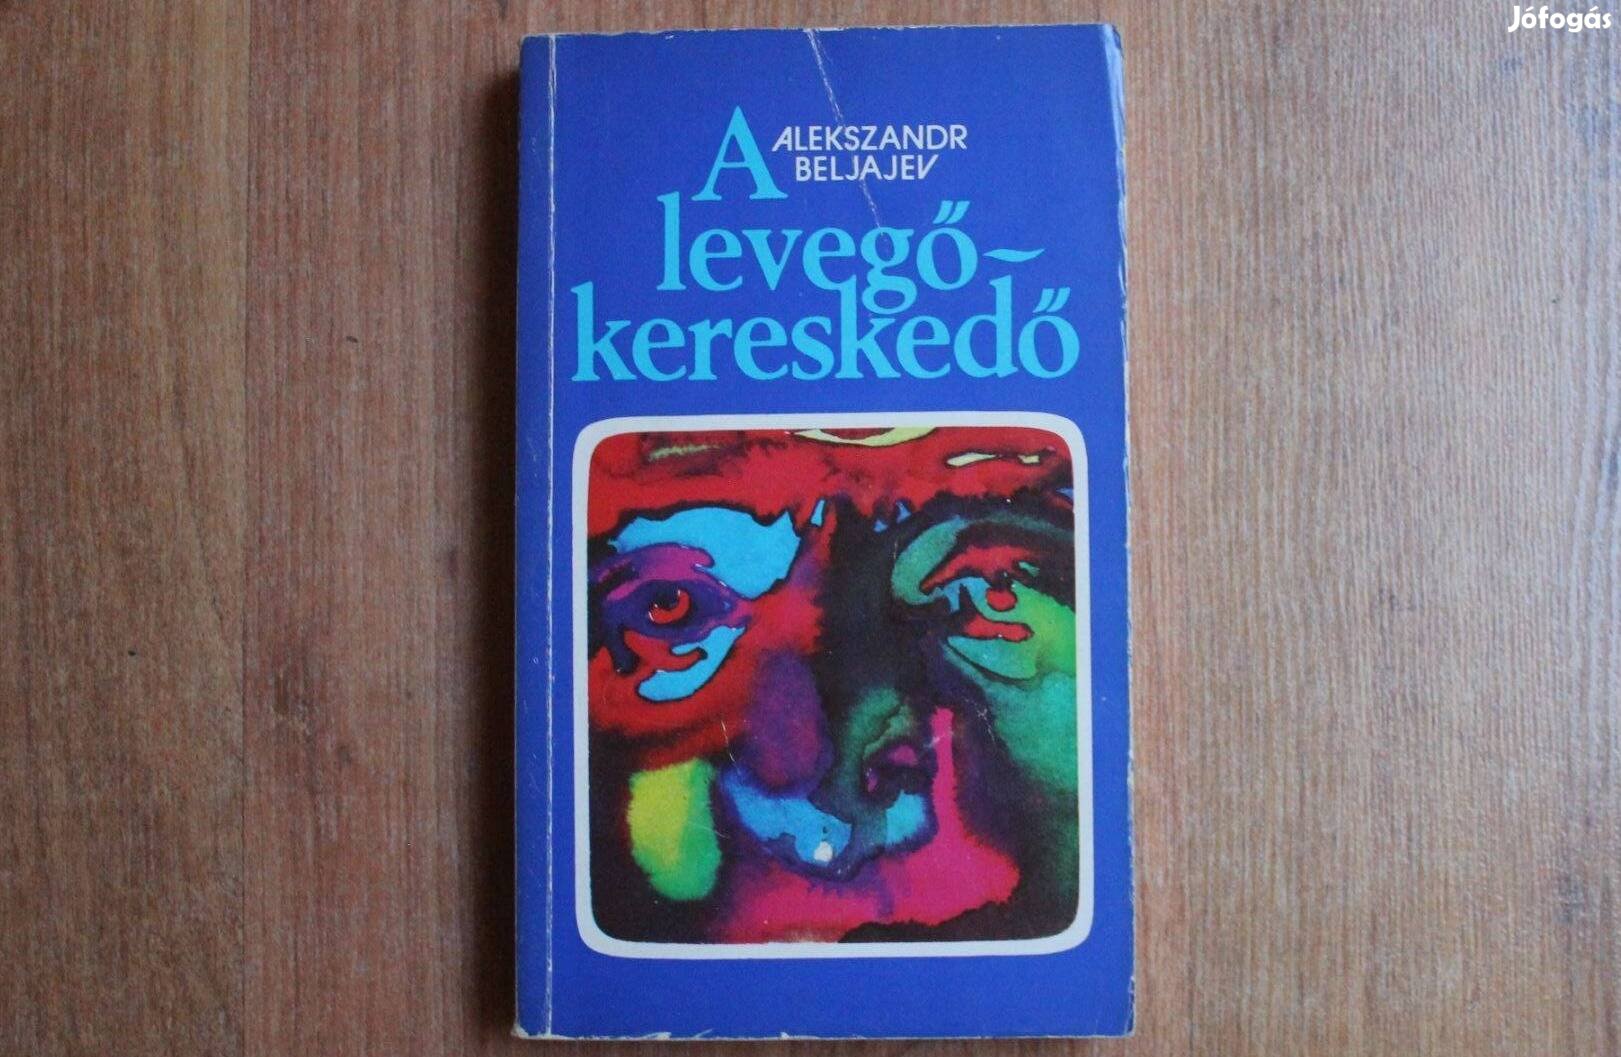 Jófogás
ALEKSZANDR
BELJAJEV
A
levegő-
kereskedő